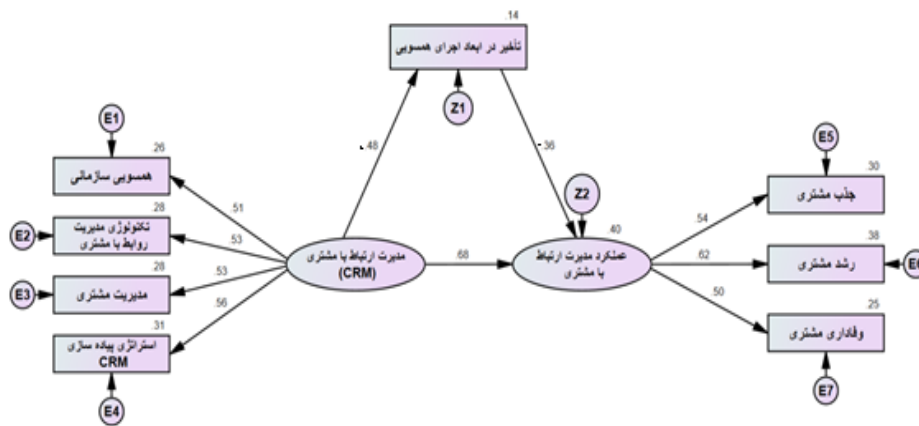 .14
تأخیر در ابعاد اجرای همسویی
Z1
E1
.26
همسویی سازمانی
E2
.28
تکنولوژی مدیریت
روابط با مشتری
E3
.28
مدیریت مشتری
.31
استراتژی پیاده سازی
CRM
E4
.51
.53
.53
.56
.48
مدیرت ارتباط با مشتری
(CRM)
.68
-.36
Z2
.40
عملکرد مدیرت ارتباط
با مشتری
.54
.62
.50
E5
.30
جذب مشتری
.38
رشد مشتری
E6
.25
وفاداری مشتری
E7